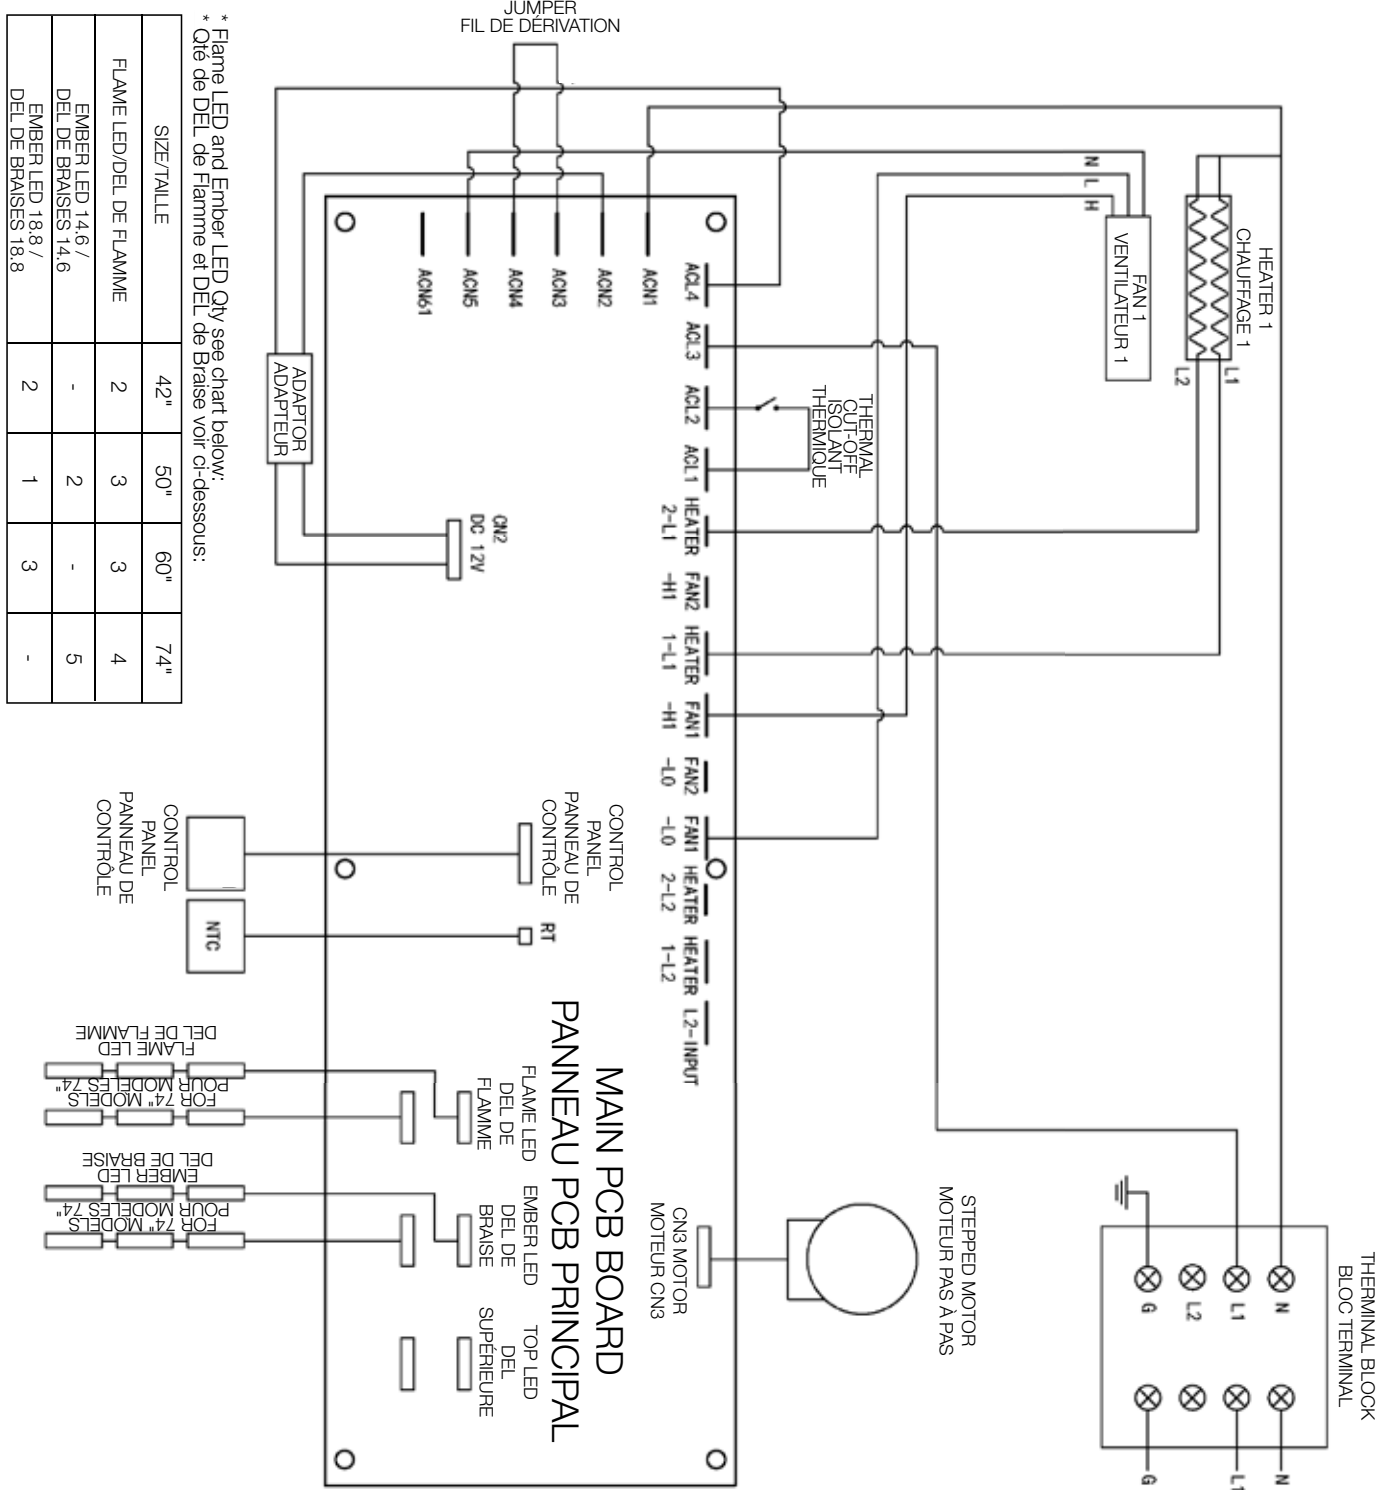 JUMPER
FIL DE DÉRIVATION
* Flame LED and Ember LED Qty see chart below:
* Qté de DEL de Flamme et DEL de Braise voir ci-dessous:
SIZE/TAILLE 42" 50" 60" 74"
FLAME LED/DEL DE FLAMME 2 3 3 4
EMBER LED 14.6 /
DEL DE BRAISES 14.6 - 2 - 5
EMBER LED 18.8 /
DEL DE BRAISES 18.8 2 1 3 -
HEATER 1
CHAUFFAGE 1
L1
L2
N
L
H
FAN 1
VENTILATEUR 1
THERMAL
CUT-OFF
ISOLANT
THERMIQUE
ACN1
ACN2
ACN3
ACN4
ACN5
ACN61
ACL4
ACL3
ACL2
ACL1
HEATER
2-L1
FAN2
-H1
HEATER
1-L1
FAN1
-H1
FAN2
-LO
FAN1
-LO
HEATER
2-L2
HEATER
1-L2
L2-INPUT
ADAPTOR
ADAPTEUR
CN2
DC 12V
CONTROL
PANEL
PANNEAU DE
CONTRÔLE
CONTROL
PANEL
PANNEAU DE
CONTRÔLE
NTC
RT
MAIN PCB BOARD
PANNEAU PCB PRINCIPAL
FLAME LED
DEL DE
FLAMME
EMBER LED
DEL DE
BRAISE
TOP LED
DEL
SUPÉRIEURE
FLAME LED
DEL DE FLAMME
FOR 74" MODELS
POUR MODELES 74"
EMBER LED
DEL DE BRAISE
FOR 74" MODELS
POUR MODELES 74"
CN3 MOTOR
MOTEUR CN3
STEPPED MOTOR
MOTEUR PAS À PAS
THERMINAL BLOCK
BLOC TERMINAL
N
L1
L2
G
N
L1
G